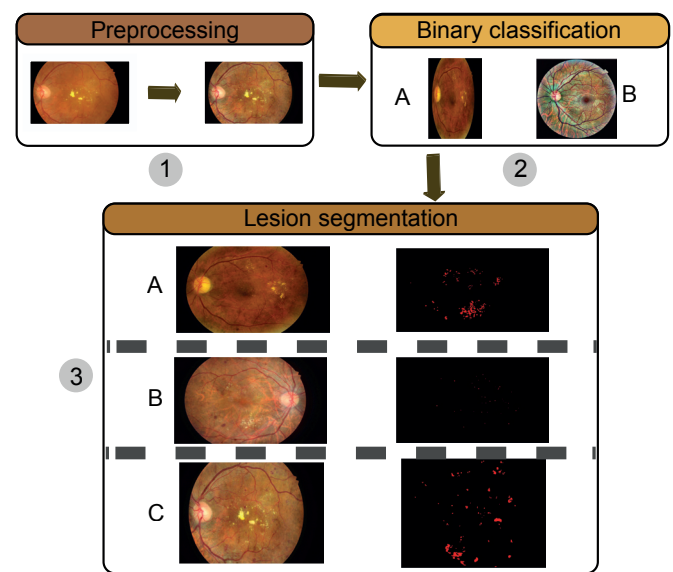 Preprocessing
Binary classification
A
B
1
2
Lesion segmentation
A
3
B
C